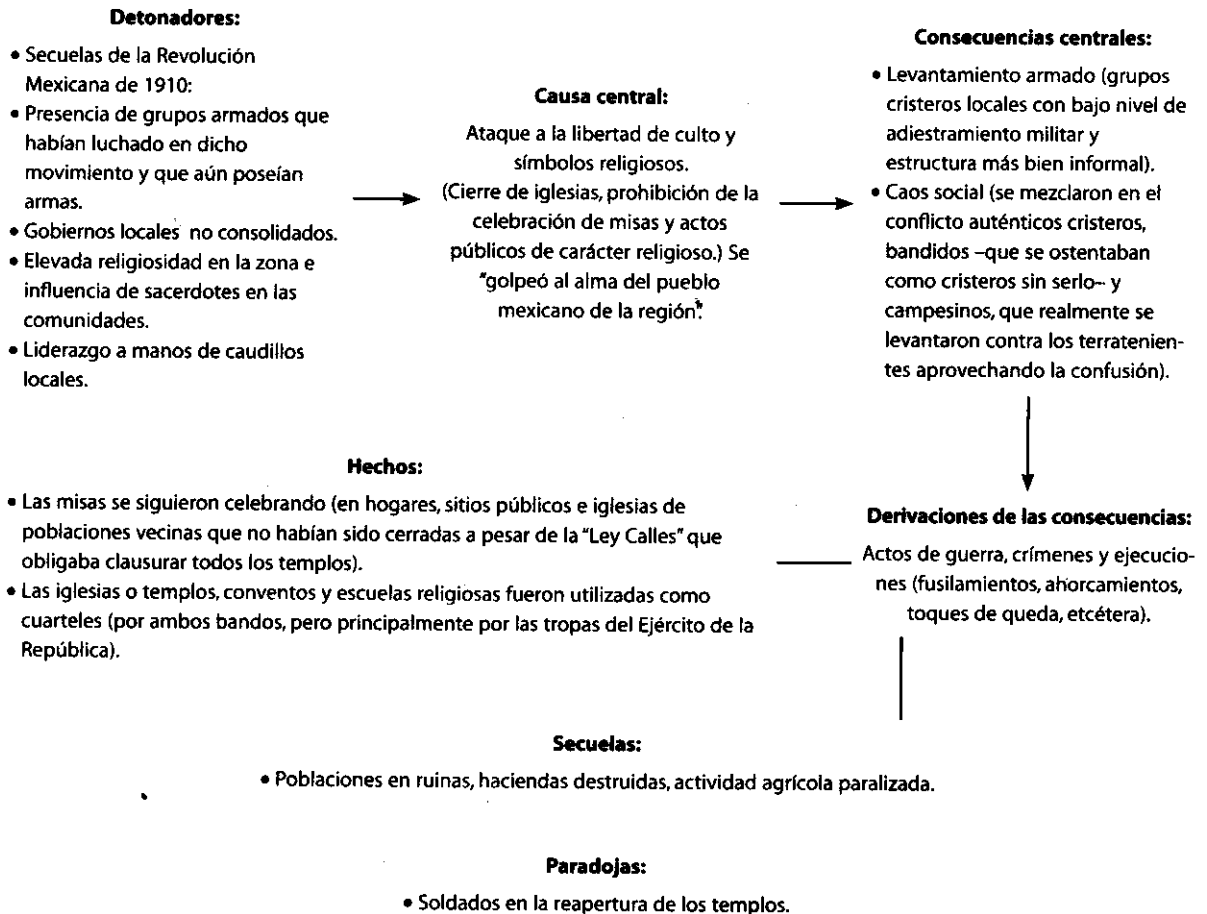 Detonadores:
• Secuelas de la Revolución
Mexicana de 1910:
• Presencia de grupos armados que
habían luchado en dicho
movimiento y que aún poseían
armas.
• Gobiernos locales no consolidados.
• Elevada religiosidad en la zona e
influencia de sacerdotes en las
comunidades.
• Liderazgo a manos de caudillos
locales.
Causa central:
Ataque a la libertad de culto y
símbolos religiosos.
(Cierre de iglesias, prohibición de la
celebración de misas y actos
públicos de carácter religioso.) Se
"golpeó al alma del pueblo
mexicano de la región".
Consecuencias centrales:
• Levantamiento armado (grupos
cristeros locales con bajo nivel de
adiestramiento militar y
estructura más bien informal).
• Caos social (se mezclaron en el
conflicto auténticos cristeros,
bandidos –que se ostentaban
como cristeros sin serlo– y
campesinos, que realmente se
levantaron contra los terratenien-
tes aprovechando la confusión).
Hechos:
• Las misas se siguieron celebrando (en hogares, sitios públicos e iglesias de
poblaciones vecinas que no habían sido cerradas a pesar de la "Ley Calles" que
obligaba clausurar todos los templos).
• Las iglesias o templos, conventos y escuelas religiosas fueron utilizadas como
cuarteles (por ambos bandos, pero principalmente por las tropas del Ejército de la
República).
Derivaciones de las consecuencias:
Actos de guerra, crímenes y ejecucio-
nes (fusilamientos, ahorcamientos,
toques de queda, etcétera).
Secuelas:
• Poblaciones en ruinas, haciendas destruidas, actividad agrícola paralizada.
Paradojas:
• Soldados en la reapertura de los templos.